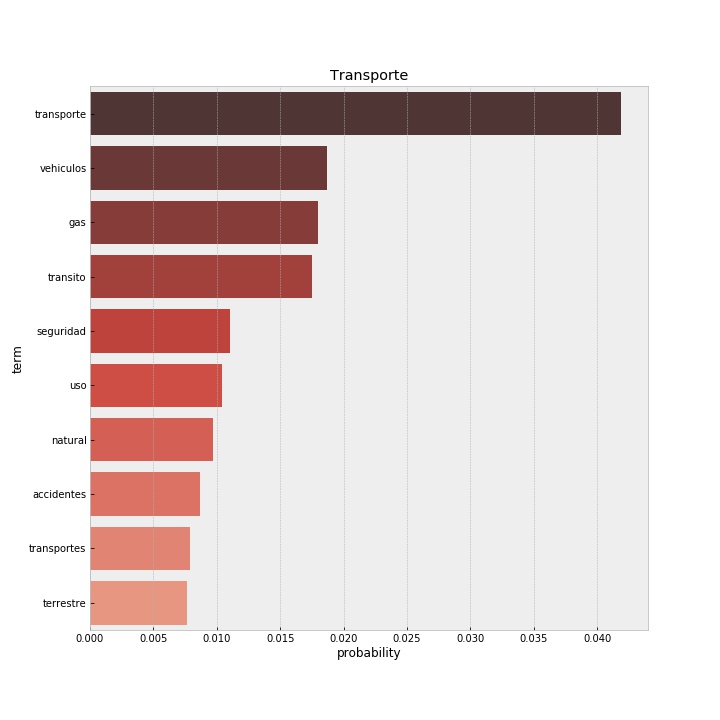 Transporte
term
transporte
vehiculos
gas
transito
seguridad
uso
natural
accidentes
transportes
terrestre
0.000 0.005 0.010 0.015 0.020 0.025 0.030 0.035 0.040
probability